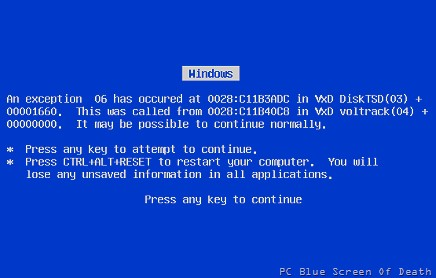 Windows
An exception 06 has occured at 0028:C11B3ADC in VxD DiskTSD(03) +
00001660. This was called from 0028:C11B40C8 in VxD voltrack(04) +
00000000. It may be possible to continue normally.
* Press any key to attempt to continue.
* Press CTRL+ALT+RESET to restart your computer. You will
lose any unsaved information in all applications.
Press any key to continue
PC Blue Screen Of Death